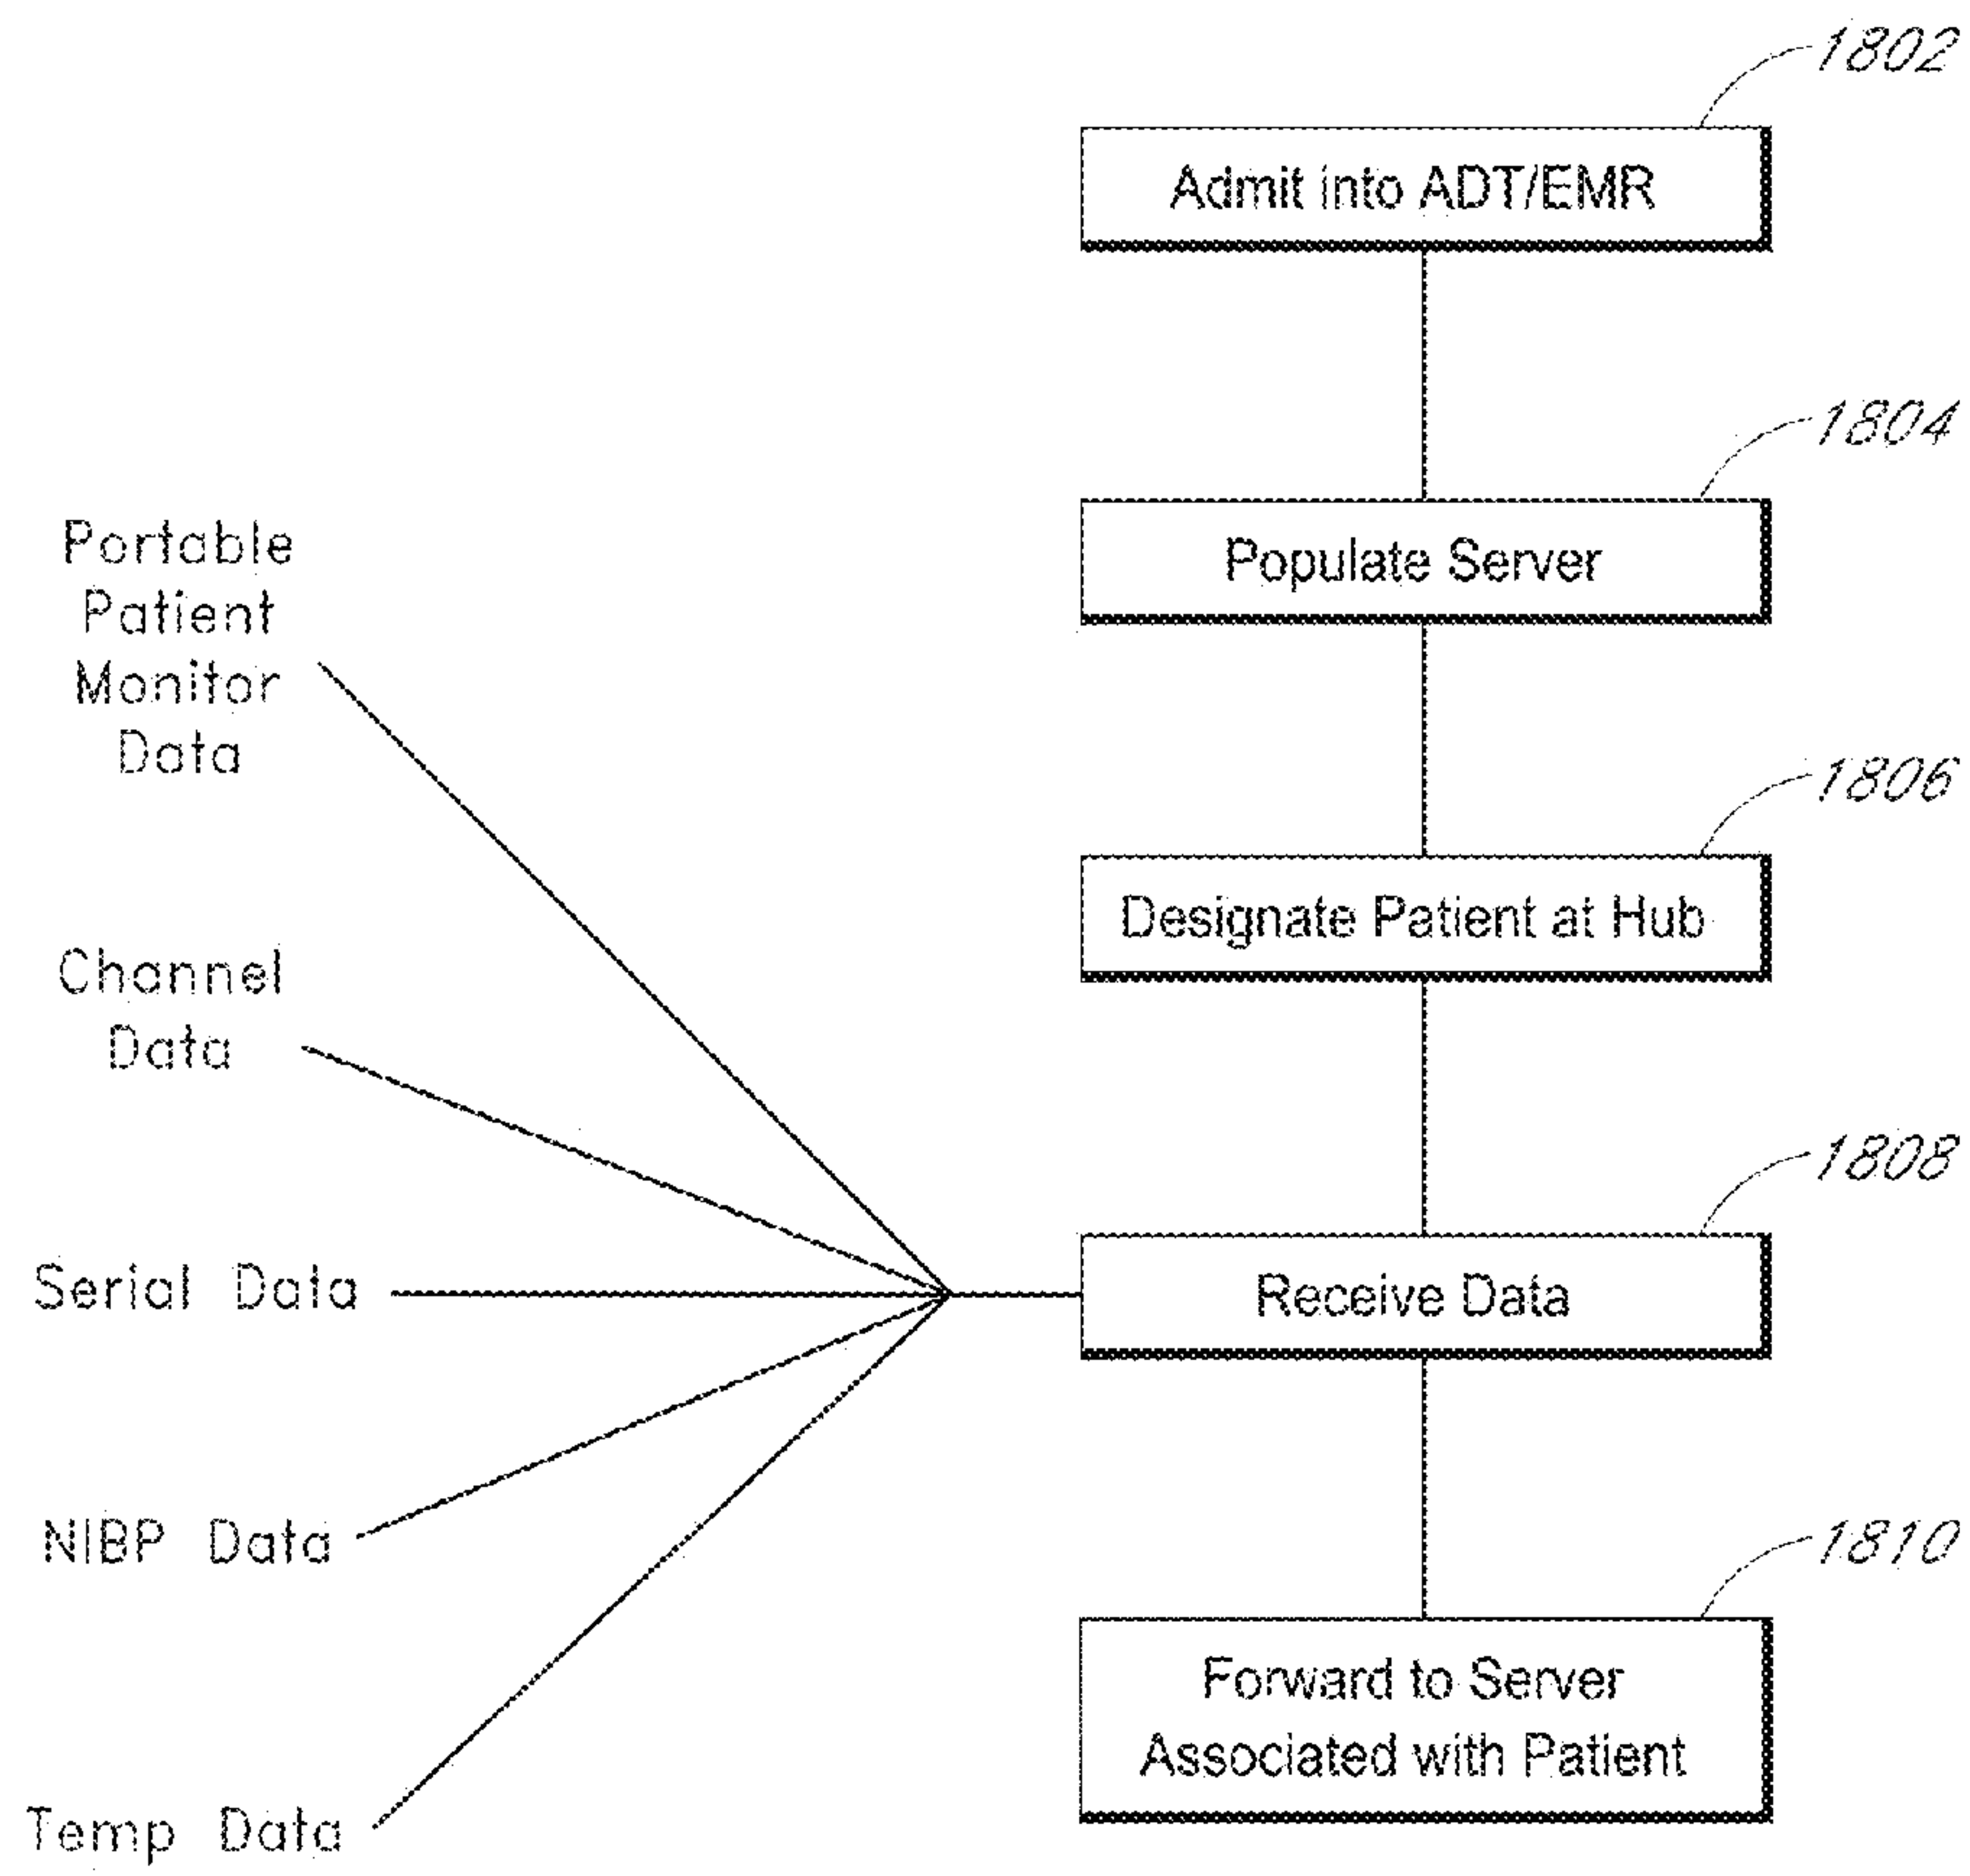 1802
Admit into ADT/EMR
1804
Populate Server
Portable
Patient
Monitor
Data
1806
Designate Patient at Hub
Channel
Data
1808
Receive Data
Serial Data
NIBP Data
1810
Forward to Server
Associated with Patient
Temp Data